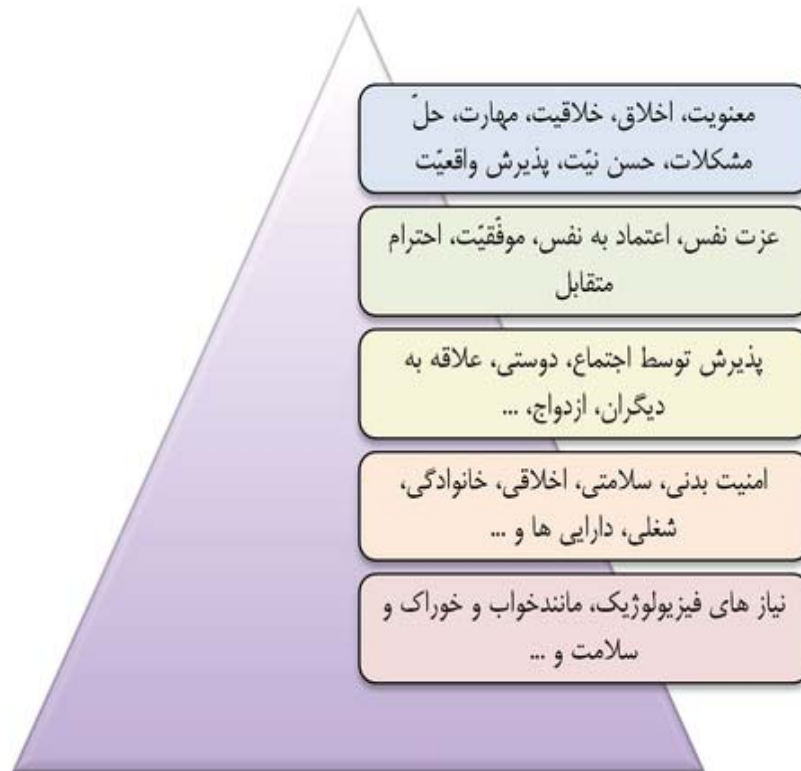 معنویت، اخلاق، خلاقیت، مهارت، حلّ
مشکلات، حسن نیّت، پذیرش واقعیّت
عزت نفس، اعتماد به نفس، موفّقیّت، احترام
متقابل
پذیرش توسط اجتماع، دوستی، علاقه به
دیگران، ازدواج، ...
امنیت بدنی، سلامتی، اخلاقی، خانوادگی،
شغلی، دارایی ها و ...
نیاز های فیزیولوژیک، مانندخواب و خوراک و
سلامت و ...